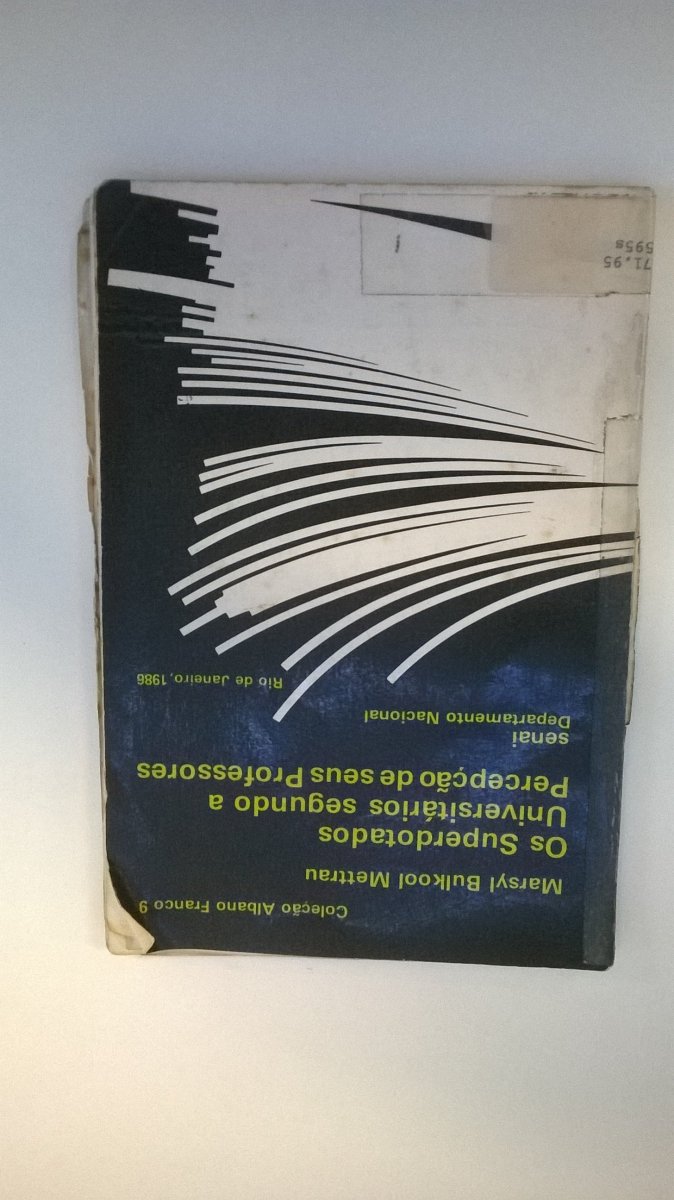 Coleção Albano Franco 9
Marsyl Bulkool Mettrau
Os Superdotados
Universitários segundo a
Percepção de seus Professores
senai
Departamento Nacional
Rio de Janeiro, 1986
71.95
595s